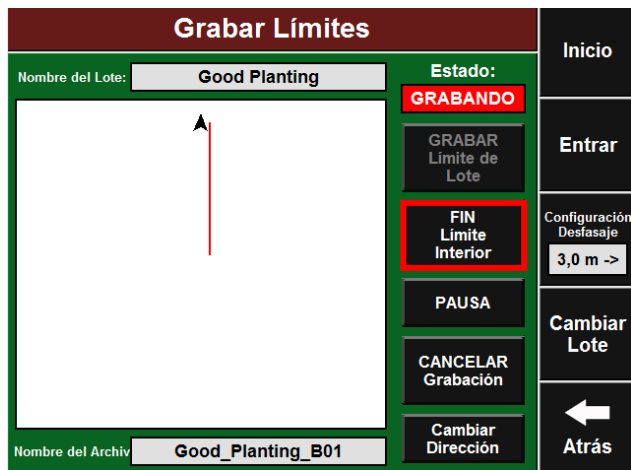 Grabar Límites
Nombre del Lote:
Good Planting
Estado:
GRABANDO
GRABAR
Límite de
Lote
FIN
Límite
Interior
PAUSA
CANCELAR
Grabación
Cambiar
Dirección
Nombre del Archiv
Good_Planting_B01
Inicio
Entrar
Configuración
Desfasaje
3,0 m ->
Cambiar
Lote
Atrás